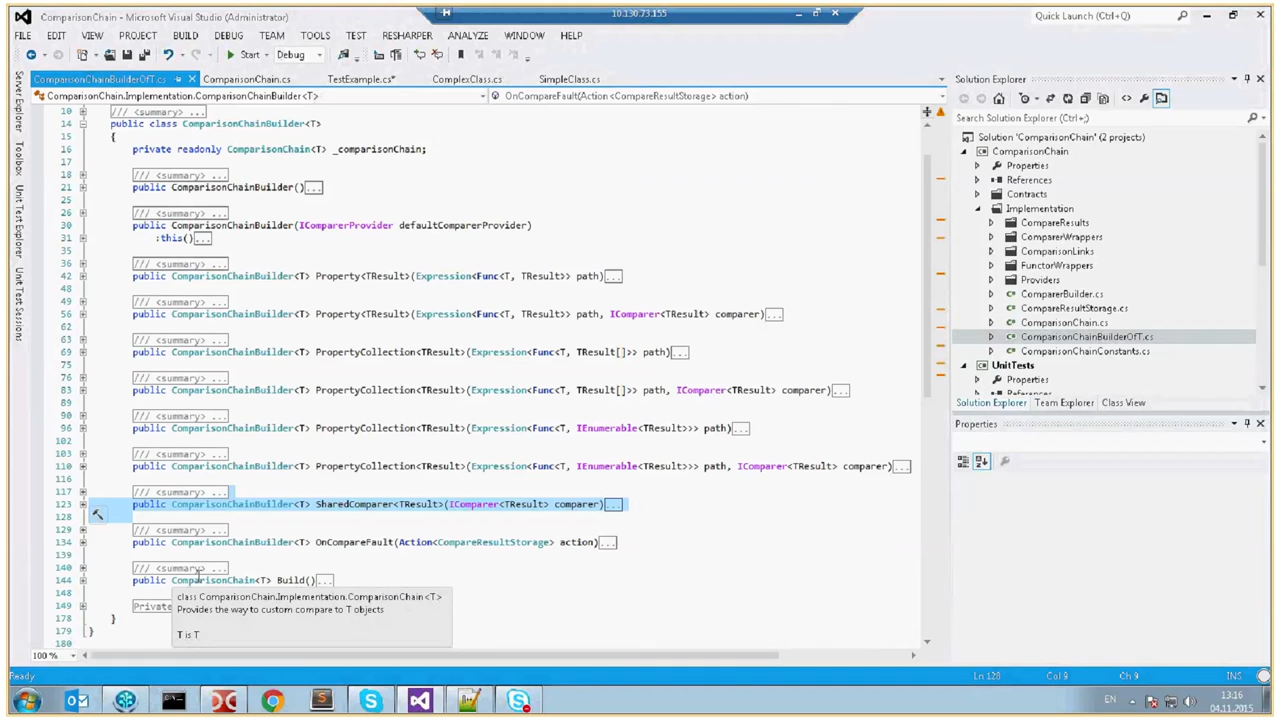 ComparisonChain - Microsoft Visual Studio (Administrator)
10.130.73.155
Quick Launch (Ctrl+;)
FILE EDIT VIEW PROJECT BUILD DEBUG TEAM TOOLS TEST RESHARPER ANALYZE WINDOW HELP
Start Debug
ComparisonChainBuilderOfT.cs ComparisonChain.cs TestExample.cs* ComplexClass.cs SimpleClass.cs
ComparisonChain.Implementation.ComparisonChainBuilder<T>
OnCompareFault(Action<CompareResultStorage> action)
Server Explorer
Toolbox
Unit Test Explorer
Unit Test Sessions
10 /// <summary> ...
14 public class ComparisonChainBuilder<T>
15 {
16 private readonly ComparisonChain<T> _comparisonChain;
17
18 /// <summary> ...
21 public ComparisonChainBuilder()...
25
26 /// <summary> ...
30 public ComparisonChainBuilder(IComparerProvider defaultComparerProvider)
31 :this()...
35
36 /// <summary> ...
42 public ComparisonChainBuilder<T> Property<TResult>(Expression<Func<T, TResult>> path)...
48
49 /// <summary> ...
56 public ComparisonChainBuilder<T> Property<TResult>(Expression<Func<T, TResult>> path, IComparer<TResult> comparer)...
62
63 /// <summary> ...
69 public ComparisonChainBuilder<T> PropertyCollection<TResult>(Expression<Func<T, TResult[]>> path)...
75
76 /// <summary> ...
83 public ComparisonChainBuilder<T> PropertyCollection<TResult>(Expression<Func<T, TResult[]>> path, IComparer<TResult> comparer)...
89
90 /// <summary> ...
96 public ComparisonChainBuilder<T> PropertyCollection<TResult>(Expression<Func<T, IEnumerable<TResult>>> path)...
102
103 /// <summary> ...
110 public ComparisonChainBuilder<T> PropertyCollection<TResult>(Expression<Func<T, IEnumerable<TResult>> path, IComparer<TResult> comparer)...
116
117 /// <summary> ...
123 public ComparisonChainBuilder<T> SharedComparer<TResult>(IComparer<TResult> comparer)...
128
129 /// <summary> ...
134 public ComparisonChainBuilder<T> OnCompareFault(Action<CompareResultStorage> action)...
139
140 /// <summary> ...
144 public ComparisonChain<T> Build()...
148
149 Private
178 }
179 }
180
class ComparisonChain.Implementation.ComparisonChain<T>
Provides the way to custom compare to T objects
T is T
100 %
Solution Explorer
Search Solution Explorer (Ctrl+;)
Solution 'ComparisonChain' (2 projects)
ComparisonChain
Properties
References
Contracts
Implementation
CompareResults
ComparerWrappers
ComparisonLinks
FunctorWrappers
Providers
ComparerBuilder.cs
CompareResultStorage.cs
ComparisonChain.cs
ComparisonChainBuilderOfT.cs
ComparisonChainConstants.cs
UnitTests
Properties
References
Solution Explorer Team Explorer Class View
Properties
Ready
Ln 128 Col 9 Ch 9 INS
EN
13:16
04.11.2015